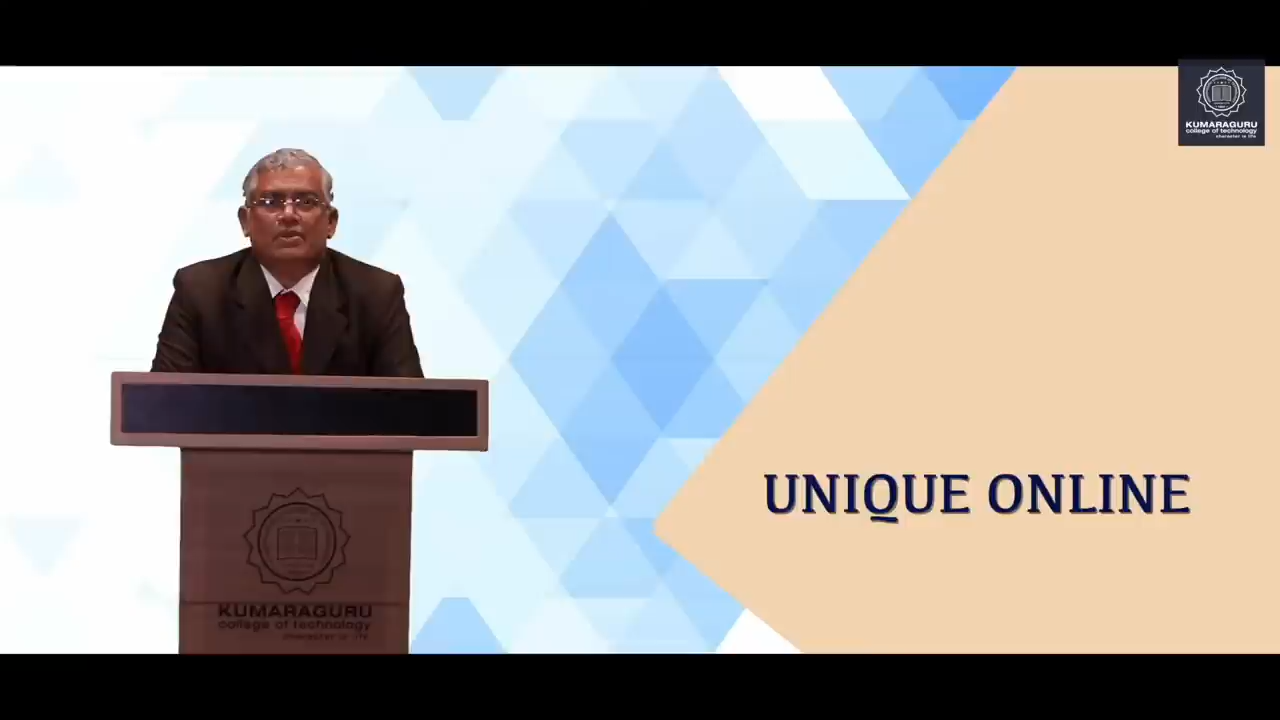 KUMARAGURU
college of technology
character is life
UNIQUE ONLINE
KUMARAGURU
college of technology
character is life